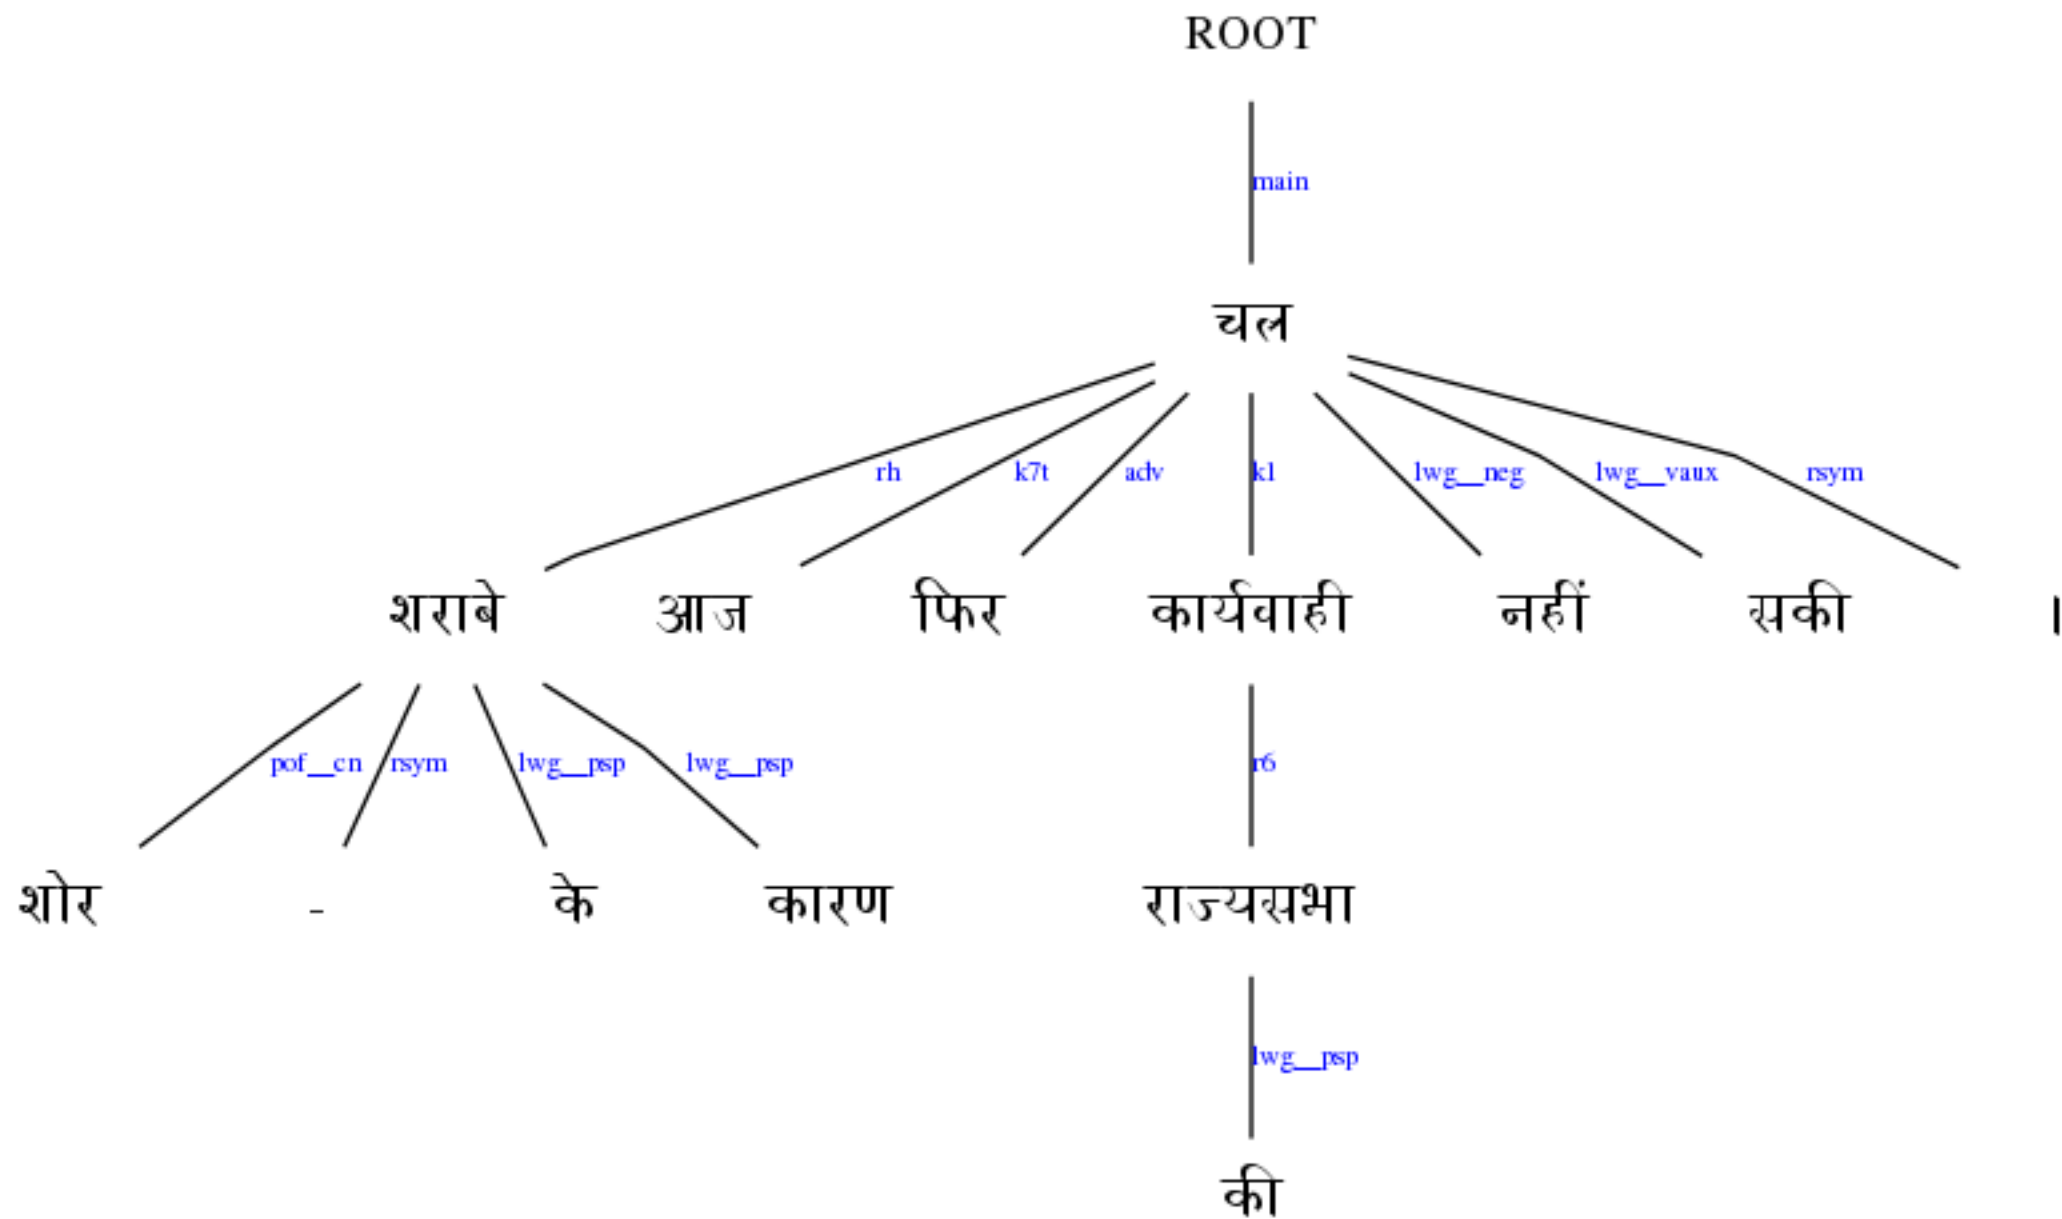 ROOT
main
चल
rh k7t adv k1 lwg__neg lwg__vaux rsym
शराबे आज फिर कार्यवाही नहीं सकी ।
pof__cn rsym lwg__psp lwg__psp r6
शोर - के कारण राज्यसभा
lwg__psp
की